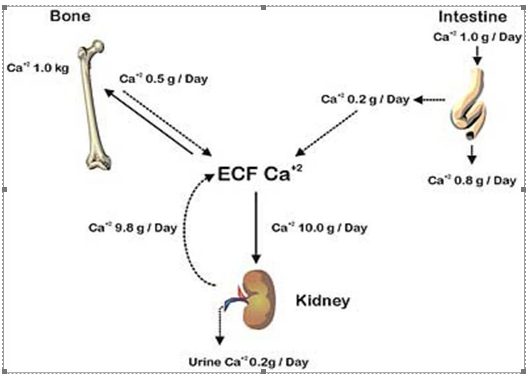 Bone
Intestine
Ca⁺² 1.0 g / Day
Ca⁺² 1.0 kg
Ca⁺² 0.5 g / Day
Ca⁺² 0.2 g / Day
Ca⁺² 0.8 g / Day
ECF Ca⁺²
Ca⁺² 9.8 g / Day
Ca⁺² 10.0 g / Day
Kidney
Urine Ca⁺² 0.2g / Day